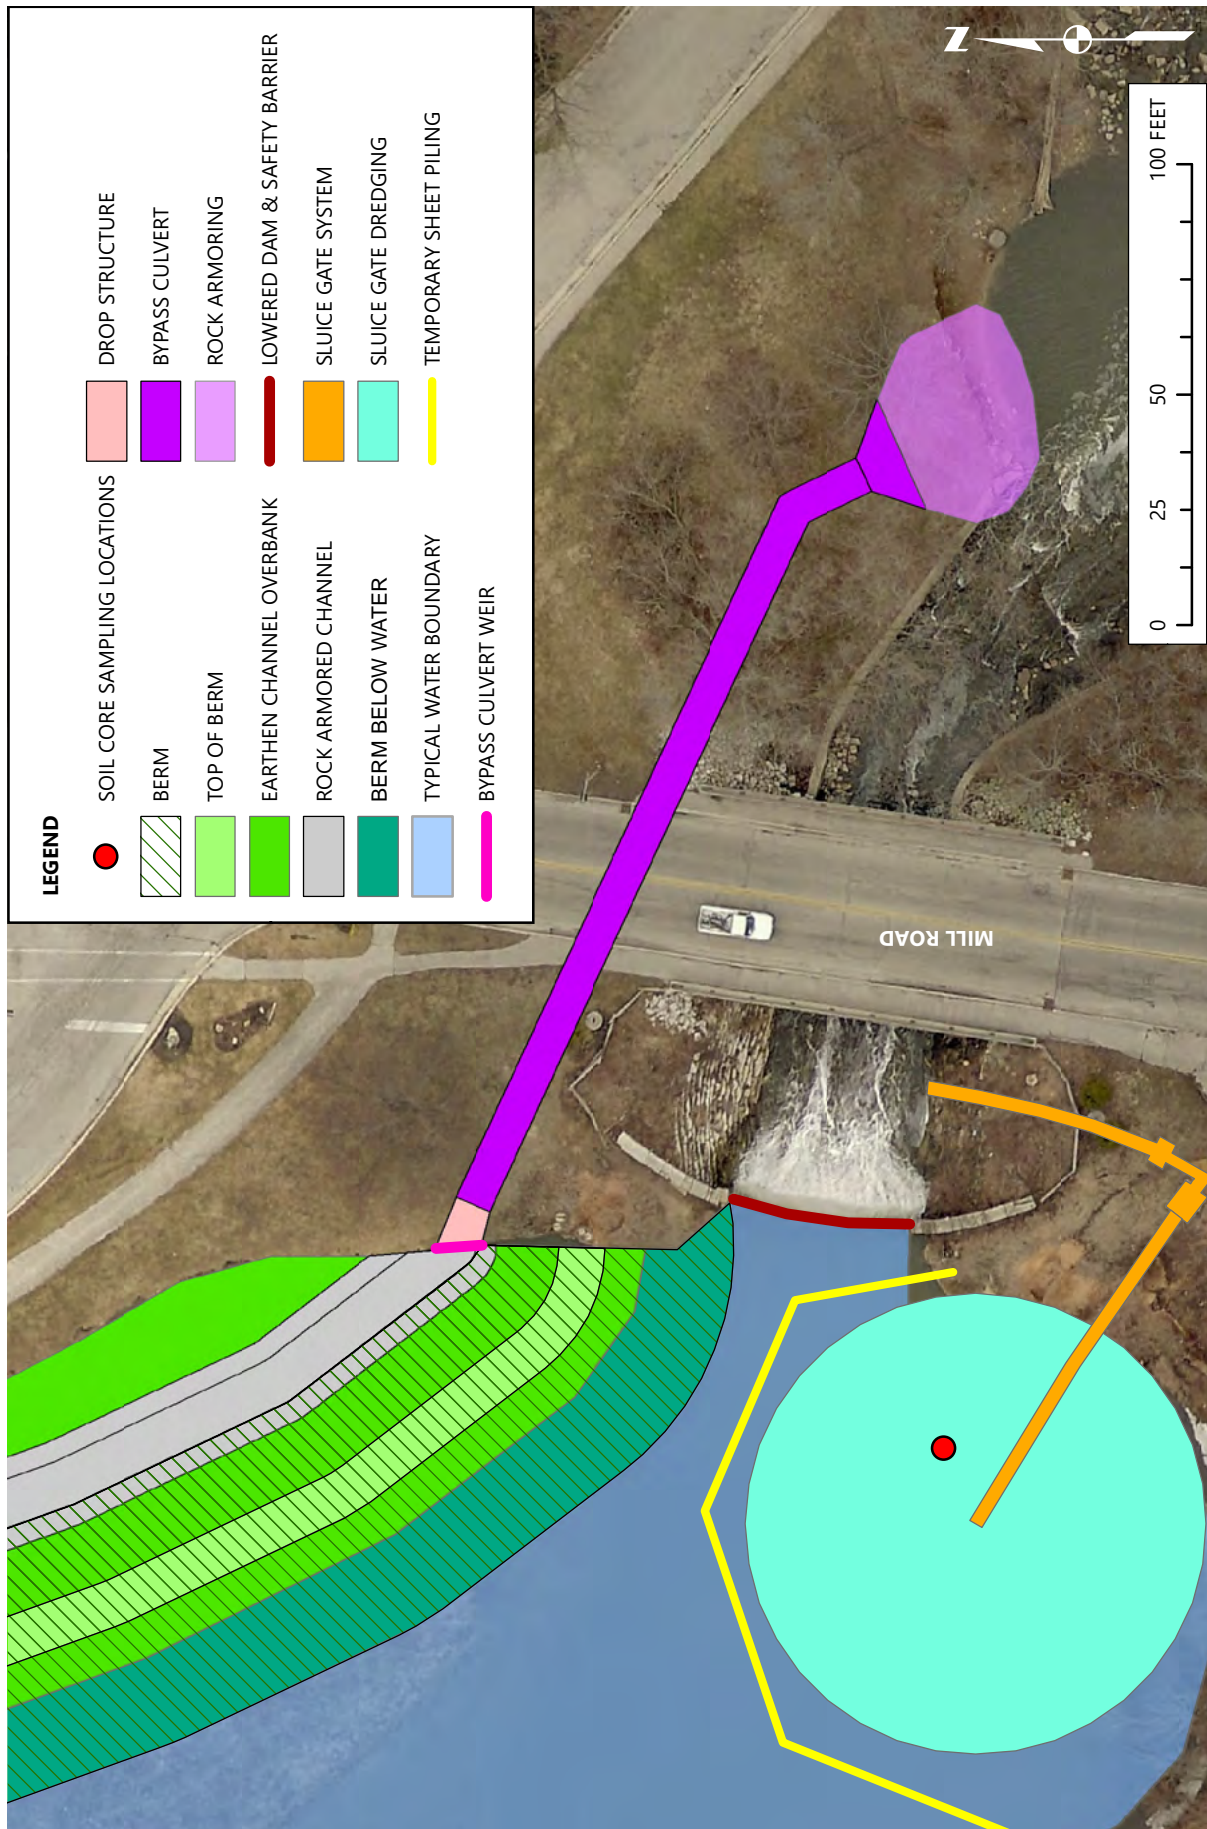 LEGEND
SOIL CORE SAMPLING LOCATIONS
BERM
TOP OF BERM
EARTHEN CHANNEL OVERBANK
ROCK ARMORED CHANNEL
BERM BELOW WATER
TYPICAL WATER BOUNDARY
BYPASS CULVERT WEIR
DROP STRUCTURE
BYPASS CULVERT
ROCK ARMORING
LOWERED DAM & SAFETY BARRIER
SLUICE GATE SYSTEM
SLUICE GATE DREDGING
TEMPORARY SHEET PILING
MILL ROAD
0 25 50 100 FEET
N